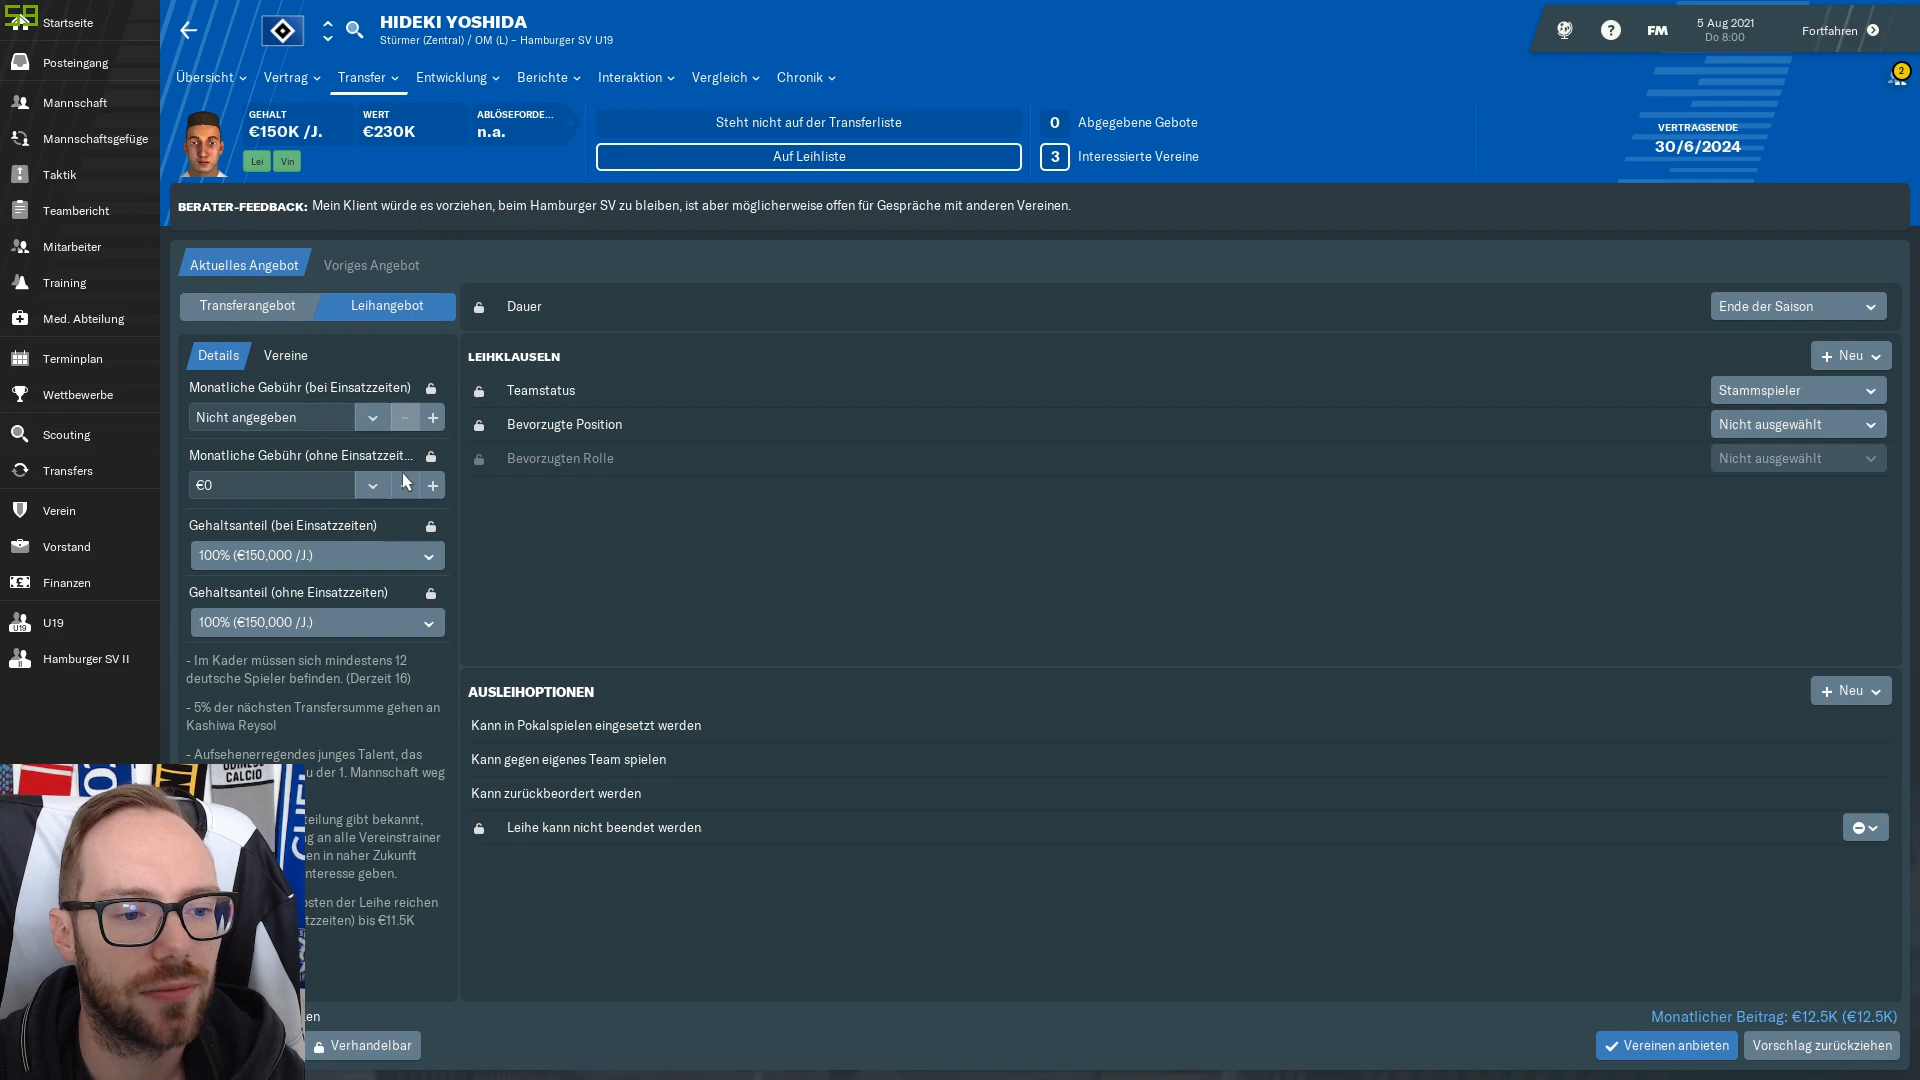 59
Startseite
Posteingang
Mannschaft
Mannschaftsgefüge
Taktik
Teambericht
Mitarbeiter
Training
Med. Abteilung
Terminplan
Wettbewerbe
Scouting
Transfers
Verein
Vorstand
Finanzen
U19
U19
II
Hamburger SV II
HIDEKI YOSHIDA
Stürmer (Zentral) / OM (L) – Hamburger SV U19
FM
5 Aug 2021
Do 8:00
Fortfahren
2
Übersicht
Vertrag
Transfer
Entwicklung
Berichte
Interaktion
Vergleich
Chronik
GEHALT
€150K /J.
WERT
€230K
ABLÖSEFORDE...
n.a.
Lei
Vin
Steht nicht auf der Transferliste
Auf Leihliste
0 Abgegebene Gebote
3 Interessierte Vereine
VERTRAGSENDE
30/6/2024
BERATER-FEEDBACK: Mein Klient würde es vorziehen, beim Hamburger SV zu bleiben, ist aber möglicherweise offen für Gespräche mit anderen Vereinen.
Aktuelles Angebot
Voriges Angebot
Transferangebot
Leihangebot
Details
Vereine
Monatliche Gebühr (bei Einsatzzeiten)
Nicht angegeben
Monatliche Gebühr (ohne Einsatzzeit...
€0
Gehaltsanteil (bei Einsatzzeiten)
100% (€150,000 /J.)
Gehaltsanteil (ohne Einsatzzeiten)
100% (€150,000 /J.)
- Im Kader müssen sich mindestens 12
deutsche Spieler befinden. (Derzeit 16)
- 5% der nächsten Transfersumme gehen an
Kashiwa Reysol
- Aufsehenerregendes junges Talent, das
u der 1. Mannschaft weg
teilung gibt bekannt,
g an alle Vereinstrainer
en in naher Zukunft
nteresse geben.
osten der Leihe reichen
tzzeiten) bis €11.5K
en
Verhandelbar
Dauer
Ende der Saison
LEIHKLAUSELN
Neu
Teamstatus
Stammspieler
Bevorzugte Position
Nicht ausgewählt
Bevorzugten Rolle
Nicht ausgewählt
AUSLEIHOPTIONEN
Neu
Kann in Pokalspielen eingesetzt werden
Kann gegen eigenes Team spielen
Kann zurückbeordert werden
Leihe kann nicht beendet werden
Monatlicher Beitrag: €12.5K (€12.5K)
Vereinen anbieten
Vorschlag zurückziehen
CALCIO